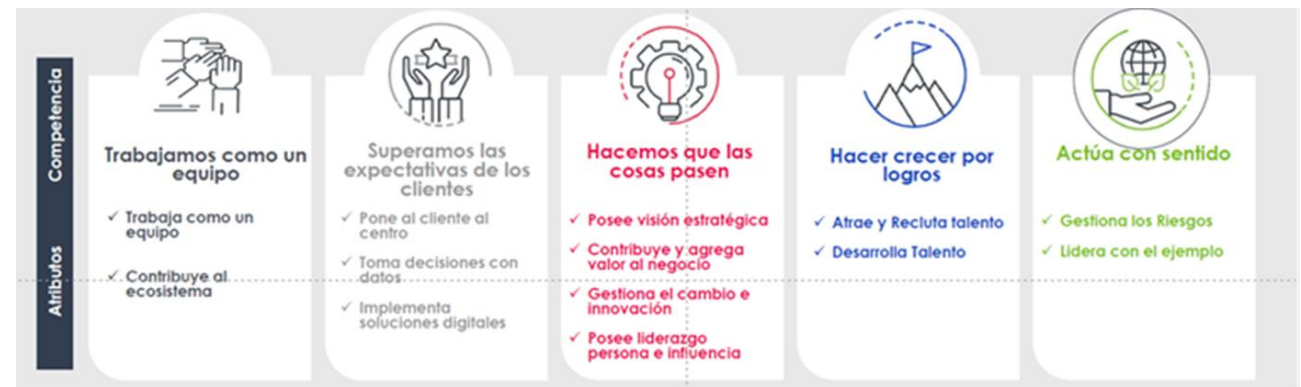 Competencia
Atributos
Trabajamos como un
equipo
✓ Trabaja como un
equipo
✓ Contribuye al
ecosistema
Superamos las
expectativas de los
clientes
✓ Pone al cliente al
centro
✓ Toma decisiones con
datos
✓ Implementa
soluciones digitales
Hacemos que las
cosas pasen
✓ Posee visión estratégica
✓ Contribuye y agrega
valor al negocio
✓ Gestiona el cambio e
innovación
✓ Posee liderazgo
persona e influencia
Hacer crecer por
logros
✓ Atrae y Recluta talento
✓ Desarrolla Talento
Actúa con sentido
✓ Gestiona los Riesgos
✓ Lidera con el ejemplo